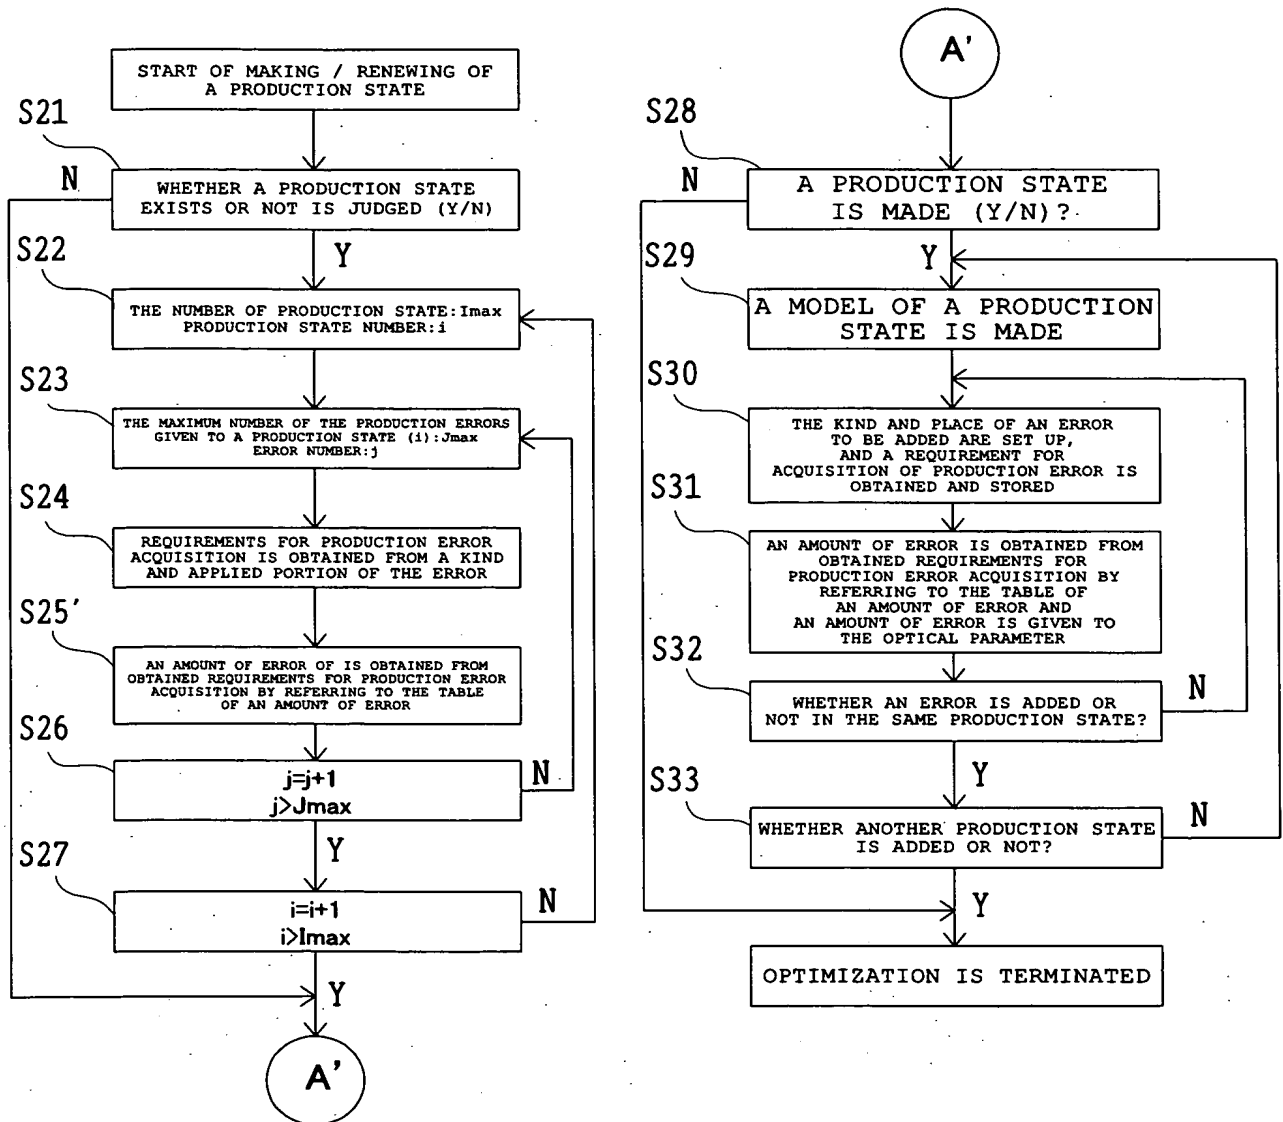 START OF MAKING / RENEWING OF
A PRODUCTION STATE
S21
N
WHETHER A PRODUCTION STATE
EXISTS OR NOT IS JUDGED (Y/N)
S22
Y
THE NUMBER OF PRODUCTION STATE:Imax
PRODUCTION STATE NUMBER:i
S23
THE MAXIMUM NUMBER OF THE PRODUCTION ERRORS
GIVEN TO A PRODUCTION STATE (i):Jmax
ERROR NUMBER:j
S24
REQUIREMENTS FOR PRODUCTION ERROR
ACQUISITION IS OBTAINED FROM A KIND
AND APPLIED PORTION OF THE ERROR
S25'
AN AMOUNT OF ERROR OF IS OBTAINED FROM
OBTAINED REQUIREMENTS FOR PRODUCTION ERROR
ACQUISITION BY REFERRING TO THE TABLE
OF AN AMOUNT OF ERROR
S26
j=j+1
j>Jmax
N
Y
S27
i=i+1
i>Imax
N
Y
A'
A'
S28
N
A PRODUCTION STATE
IS MADE (Y/N)?
S29
Y
A MODEL OF A PRODUCTION
STATE IS MADE
S30
THE KIND AND PLACE OF AN ERROR
TO BE ADDED ARE SET UP,
AND A REQUIREMENT FOR
ACQUISITION OF PRODUCTION ERROR IS
OBTAINED AND STORED
S31
AN AMOUNT OF ERROR IS OBTAINED FROM
OBTAINED REQUIREMENTS FOR
PRODUCTION ERROR ACQUISITION BY
REFERRING TO THE TABLE OF
AN AMOUNT OF ERROR AND
AN AMOUNT OF ERROR IS GIVEN TO
THE OPTICAL PARAMETER
S32
WHETHER AN ERROR IS ADDED OR
NOT IN THE SAME PRODUCTION STATE?
N
Y
S33
WHETHER ANOTHER PRODUCTION STATE
IS ADDED OR NOT?
N
Y
OPTIMIZATION IS TERMINATED